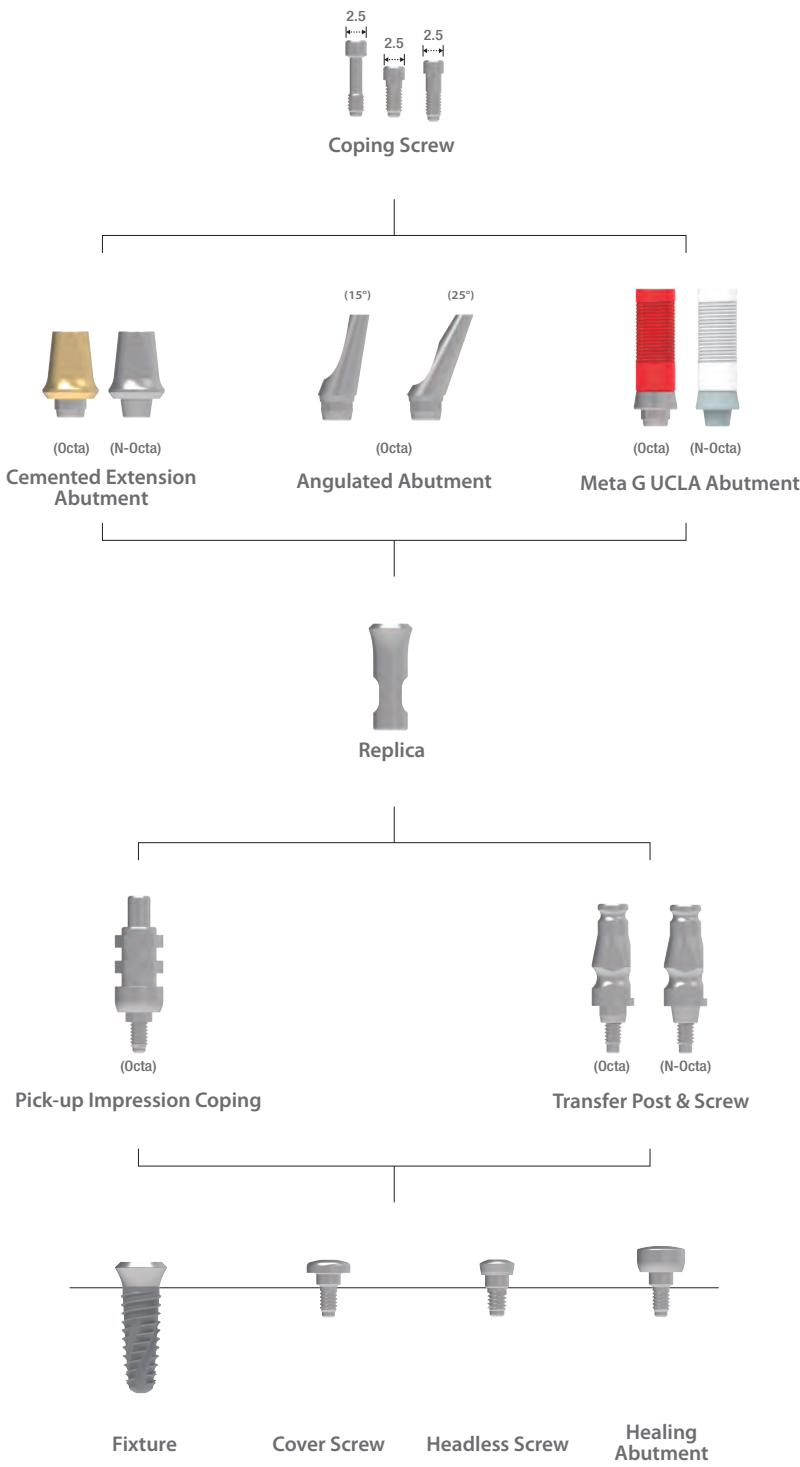 2.5
2.5
2.5
Coping Screw
(15°)
(25°)
(Octa)
(N-Octa)
Cemented Extension
Abutment
(Octa)
Angulated Abutment
(Octa)
(N-Octa)
Meta G UCLA Abutment
Replica
(Octa)
Pick-up Impression Coping
(Octa)
(N-Octa)
Transfer Post & Screw
Fixture
Cover Screw
Headless Screw
Healing
Abutment